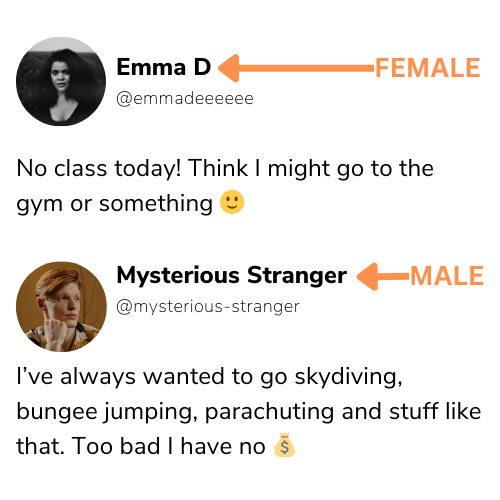 Emma D FEMALE
@emmadeeeeee
No class today! Think I might go to the
gym or something 🙂
Mysterious Stranger MALE
@mysterious-stranger
I’ve always wanted to go skydiving,
bungee jumping, parachuting and stuff like
that. Too bad I have no 💰